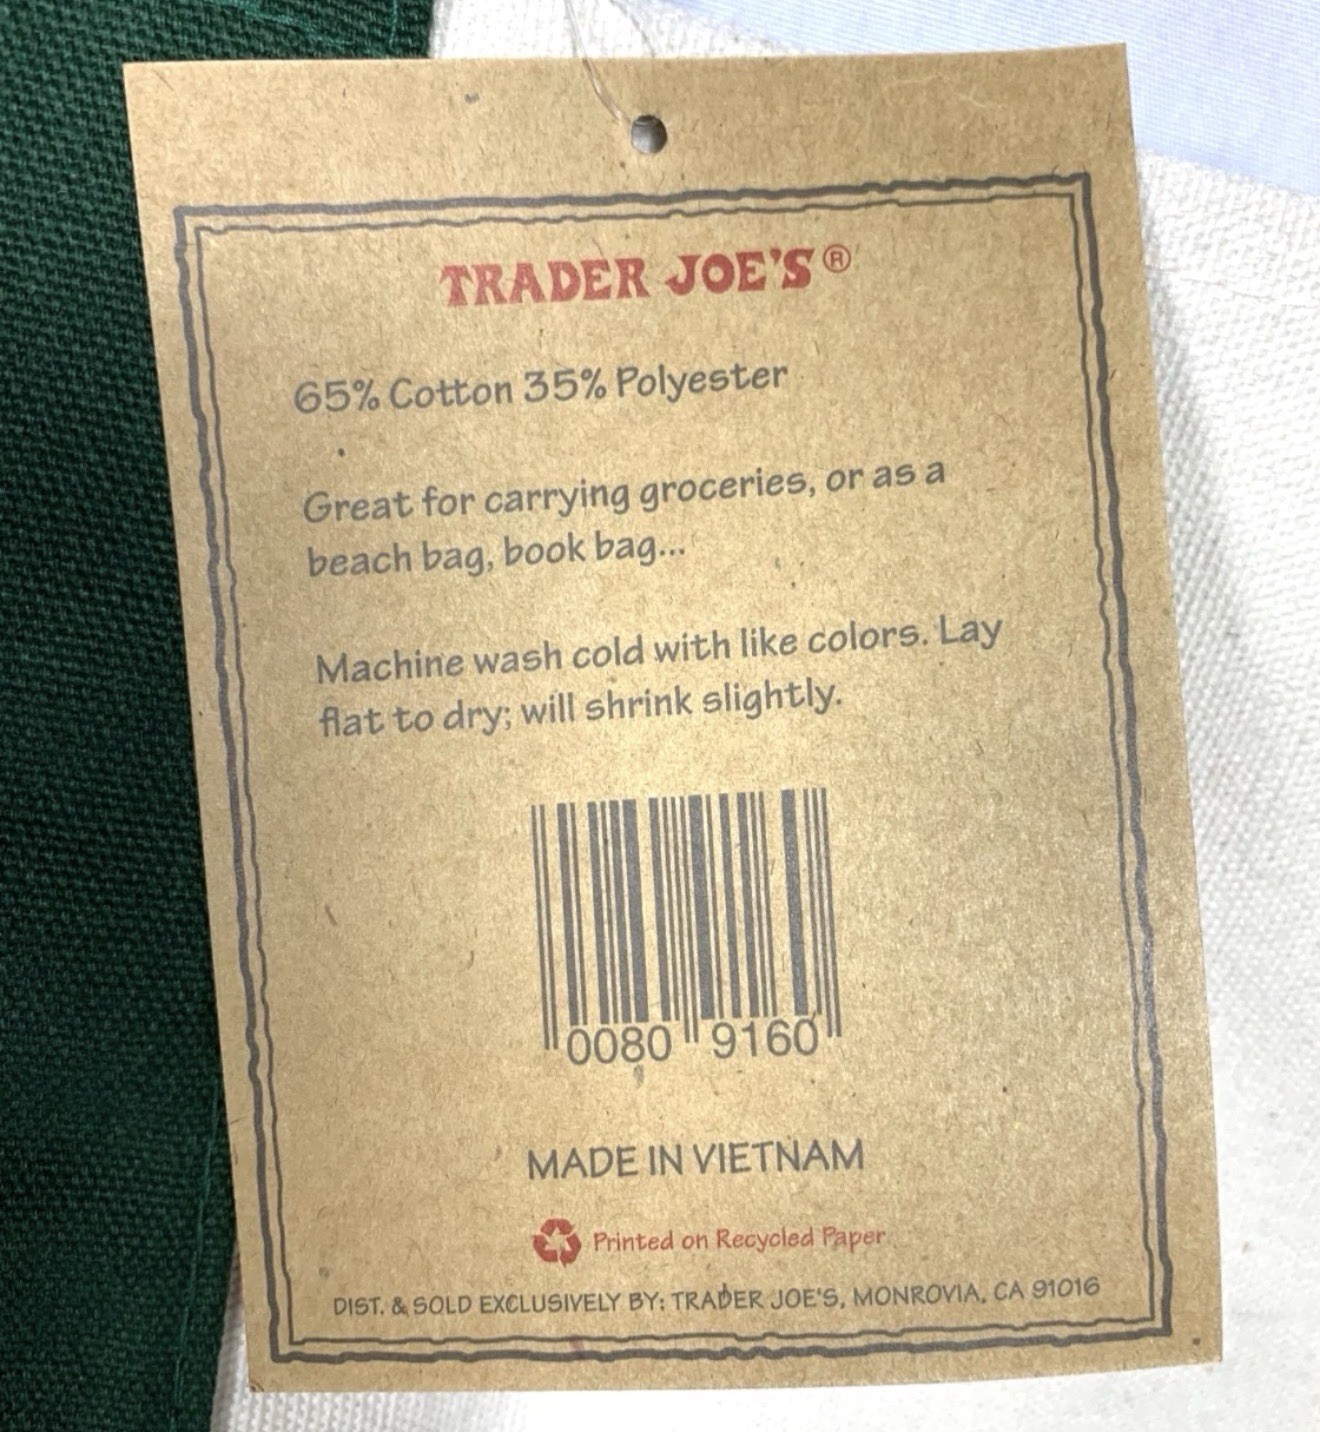 TRADER JOE'S®
65% Cotton 35% Polyester
Great for carrying groceries, or as a
beach bag, book bag...
Machine wash cold with like colors. Lay
flat to dry; will shrink slightly.
0080 9160
MADE IN VIETNAM
Printed on Recycled Paper
DIST. & SOLD EXCLUSIVELY BY: TRADER JOE'S, MONROVIA, CA 91016